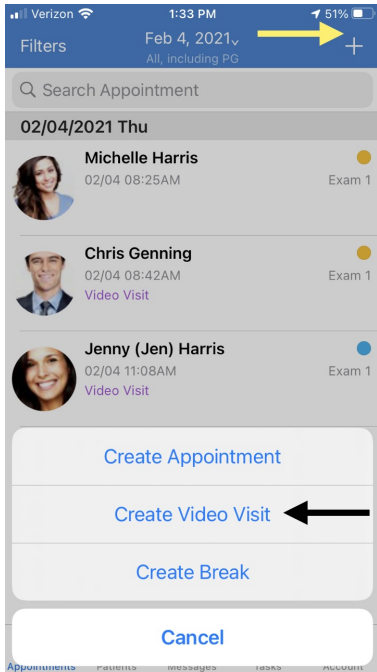 Verizon 1:33 PM 51%
Filters Feb 4, 2021
All, including PG
Search Appointment
02/04/2021 Thu
Michelle Harris
02/04 08:25AM Exam 1
Chris Genning
02/04 08:42AM Exam 1
Video Visit
Jenny (Jen) Harris
02/04 11:08AM Exam 1
Video Visit
Create Appointment
Create Video Visit
Create Break
Cancel
Appointments Patients Messages Tasks Account